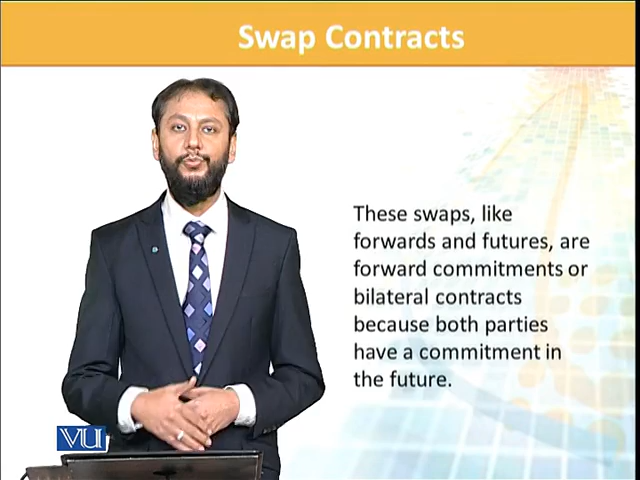 Swap Contracts
These swaps, like
forwards and futures, are
forward commitments or
bilateral contracts
because both parties
have a commitment in
the future.
VU